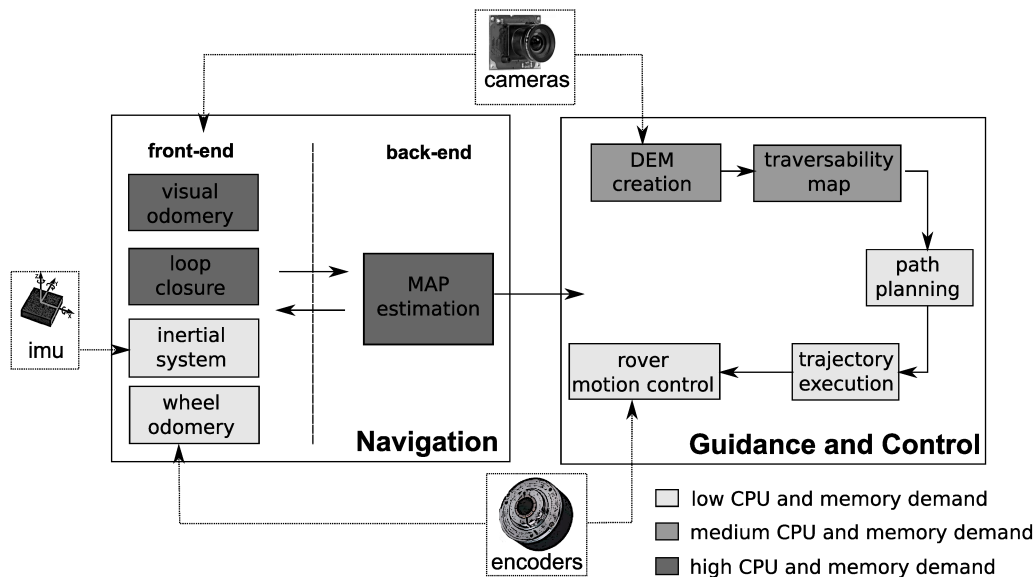 cameras
front-end
back-end
visual
odomery
loop
closure
inertial
system
wheel
odomery
MAP
estimation
Navigation
imu
z
x
DEM
creation
traversability
map
path
planning
trajectory
execution
rover
motion control
Guidance and Control
encoders
low CPU and memory demand
medium CPU and memory demand
high CPU and memory demand